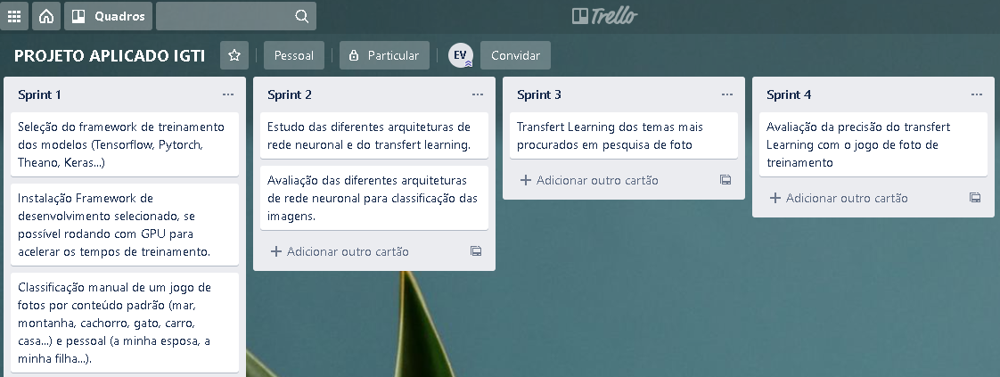 Quadros
Trello
PROJETO APLICADO IGTI
Pessoal
Particular
EV
Convidar
Sprint 1
Seleção do framework de treinamento
dos modelos (Tensorflow, Pytorch,
Theano, Keras...)
Instalação Framework de
desenvolvimento selecionado, se
possível rodando com GPU para
acelerar os tempos de treinamento.
Classificação manual de um jogo de
fotos por conteúdo padrão (mar,
montanha, cachorro, gato, carro,
casa...) e pessoal (a minha esposa, a
minha filha...).
Sprint 2
Estudo das diferentes arquiteturas de
rede neuronal e do transfert learning.
Avaliação das diferentes arquiteturas
de rede neuronal para classificação das
imagens.
Adicionar outro cartão
Sprint 3
Transfert Learning dos temas mais
procurados em pesquisa de foto
Adicionar outro cartão
Sprint 4
Avaliação da precisão do transfert
Learning com o jogo de foto de
treinamento
Adicionar outro cartão